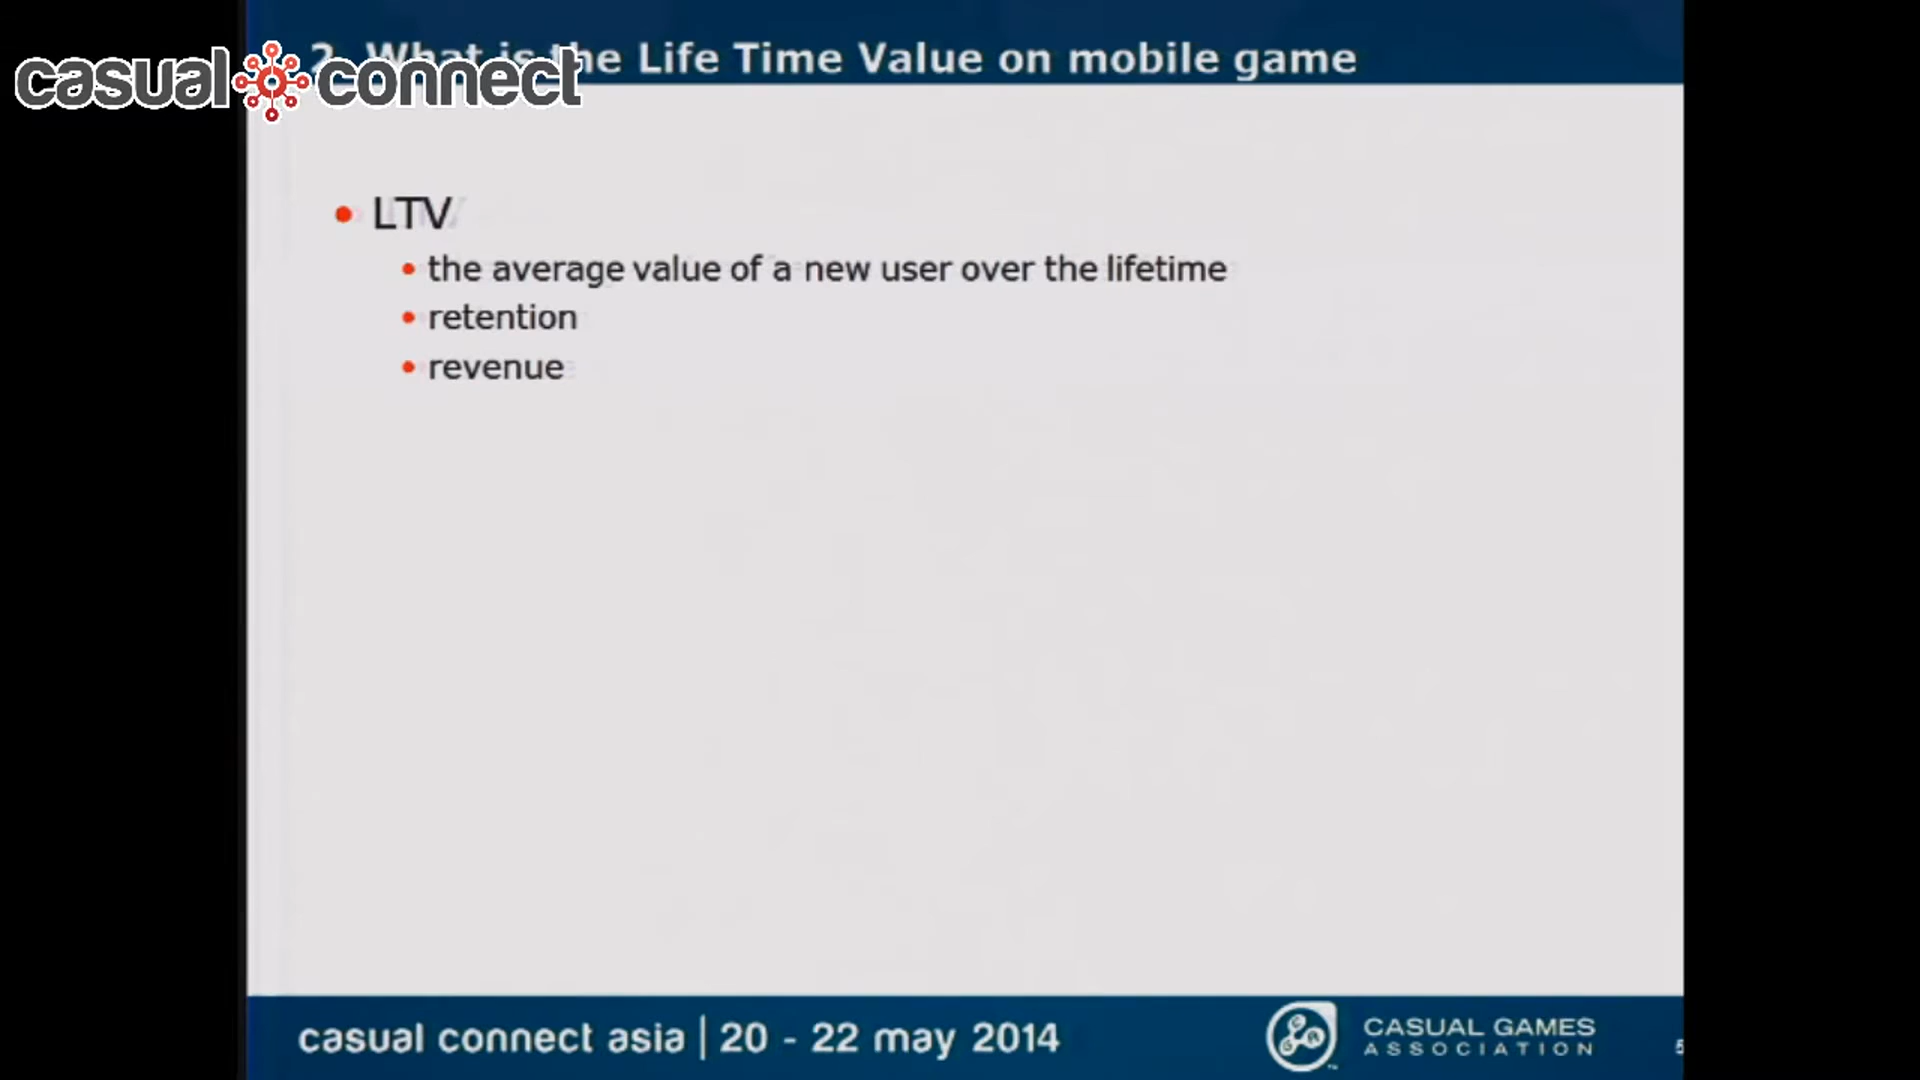 2. What is the Life Time Value on mobile game
casual connect
LTV
the average value of a new user over the lifetime
retention
revenue
casual connect asia | 20 - 22 may 2014
CASUAL GAMES
ASSOCIATION
5